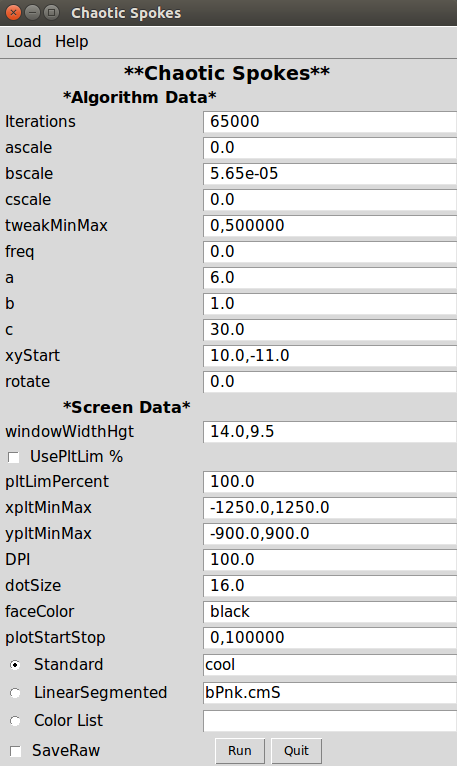 Chaotic Spokes
Load Help
**Chaotic Spokes**
*Algorithm Data*
Iterations 65000
ascale 0.0
bscale 5.65e-05
cscale 0.0
tweakMinMax 0,500000
freq 0.0
a 6.0
b 1.0
c 30.0
xyStart 10.0,-11.0
rotate 0.0
*Screen Data*
windowWidthHgt 14.0,9.5
UsePltLim %
pltLimPercent 100.0
xpltMinMax -1250.0,1250.0
ypltMinMax -900.0,900.0
DPI 100.0
dotSize 16.0
faceColor black
plotStartStop 0,100000
Standard cool
LinearSegmented bPnk.cmS
Color List
SaveRaw Run Quit